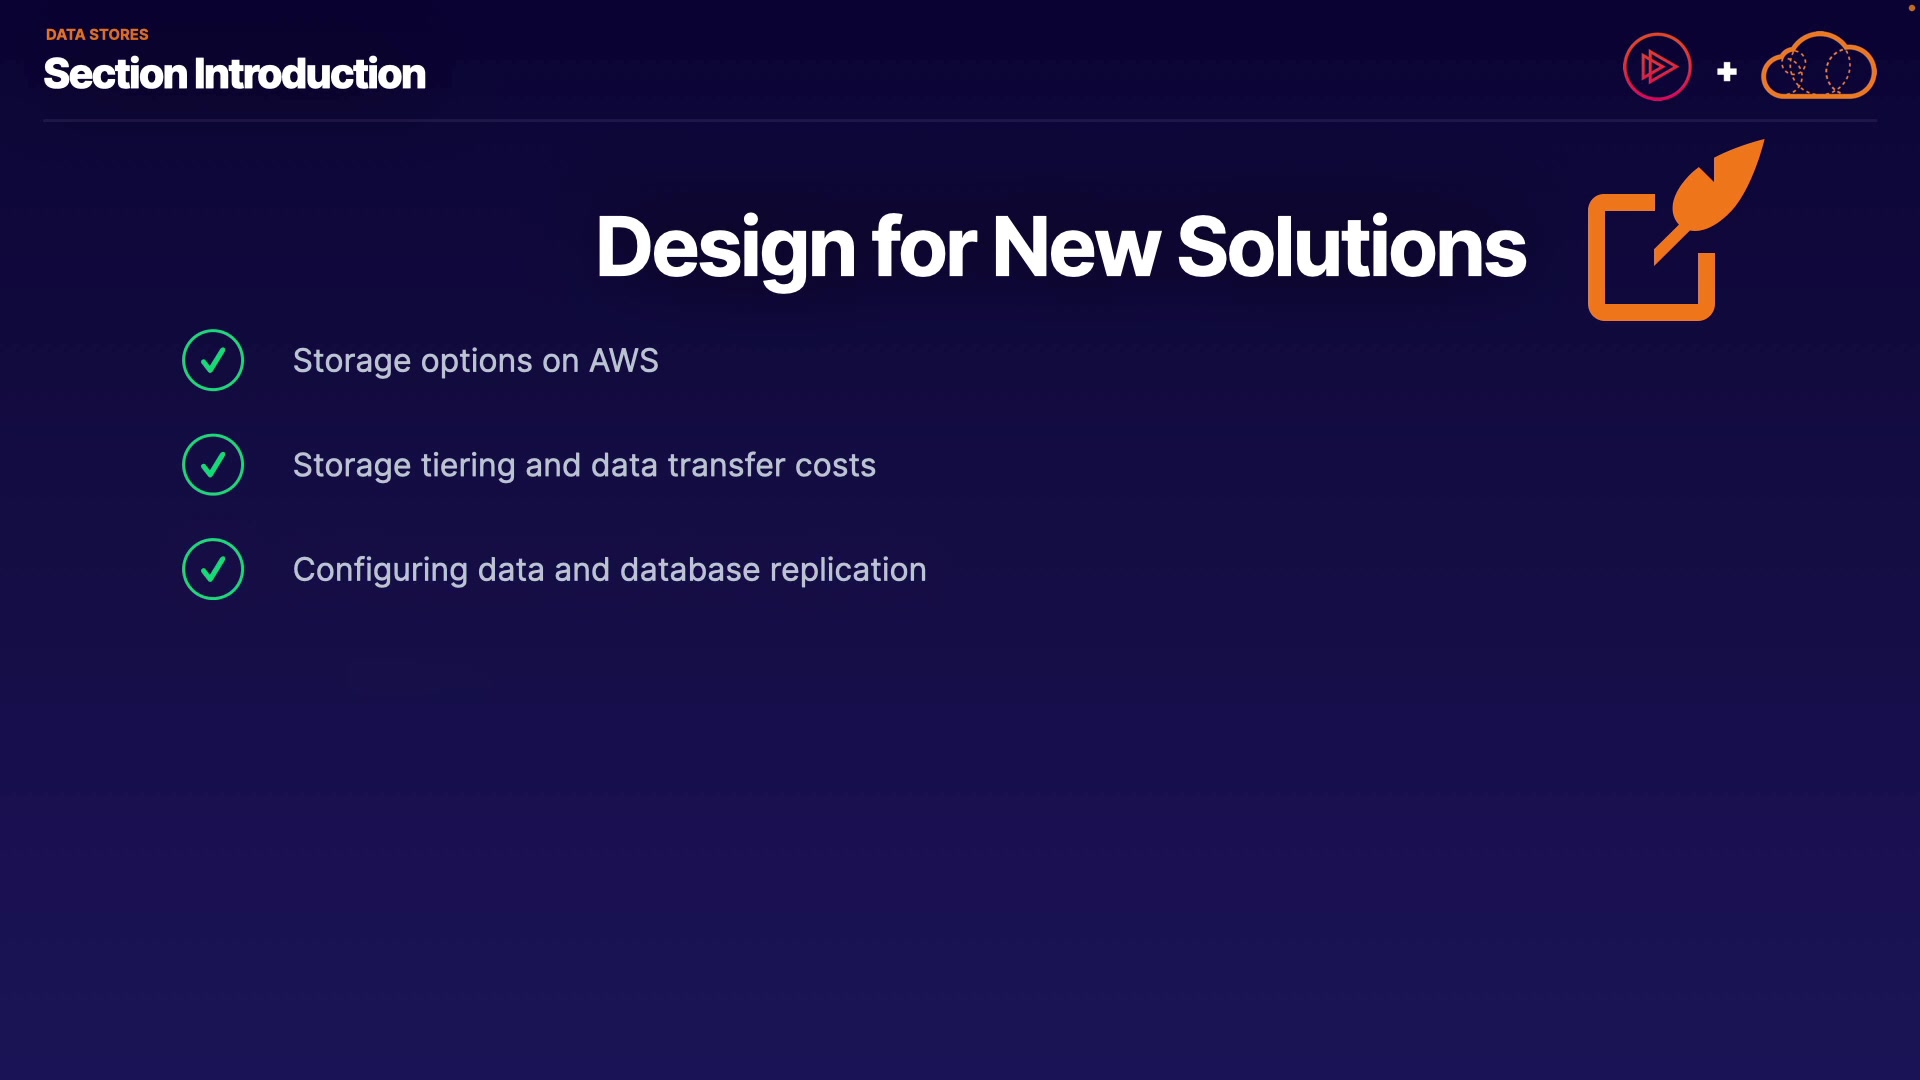 DATA STORES
Section Introduction
Design for New Solutions
Storage options on AWS
Storage tiering and data transfer costs
Configuring data and database replication